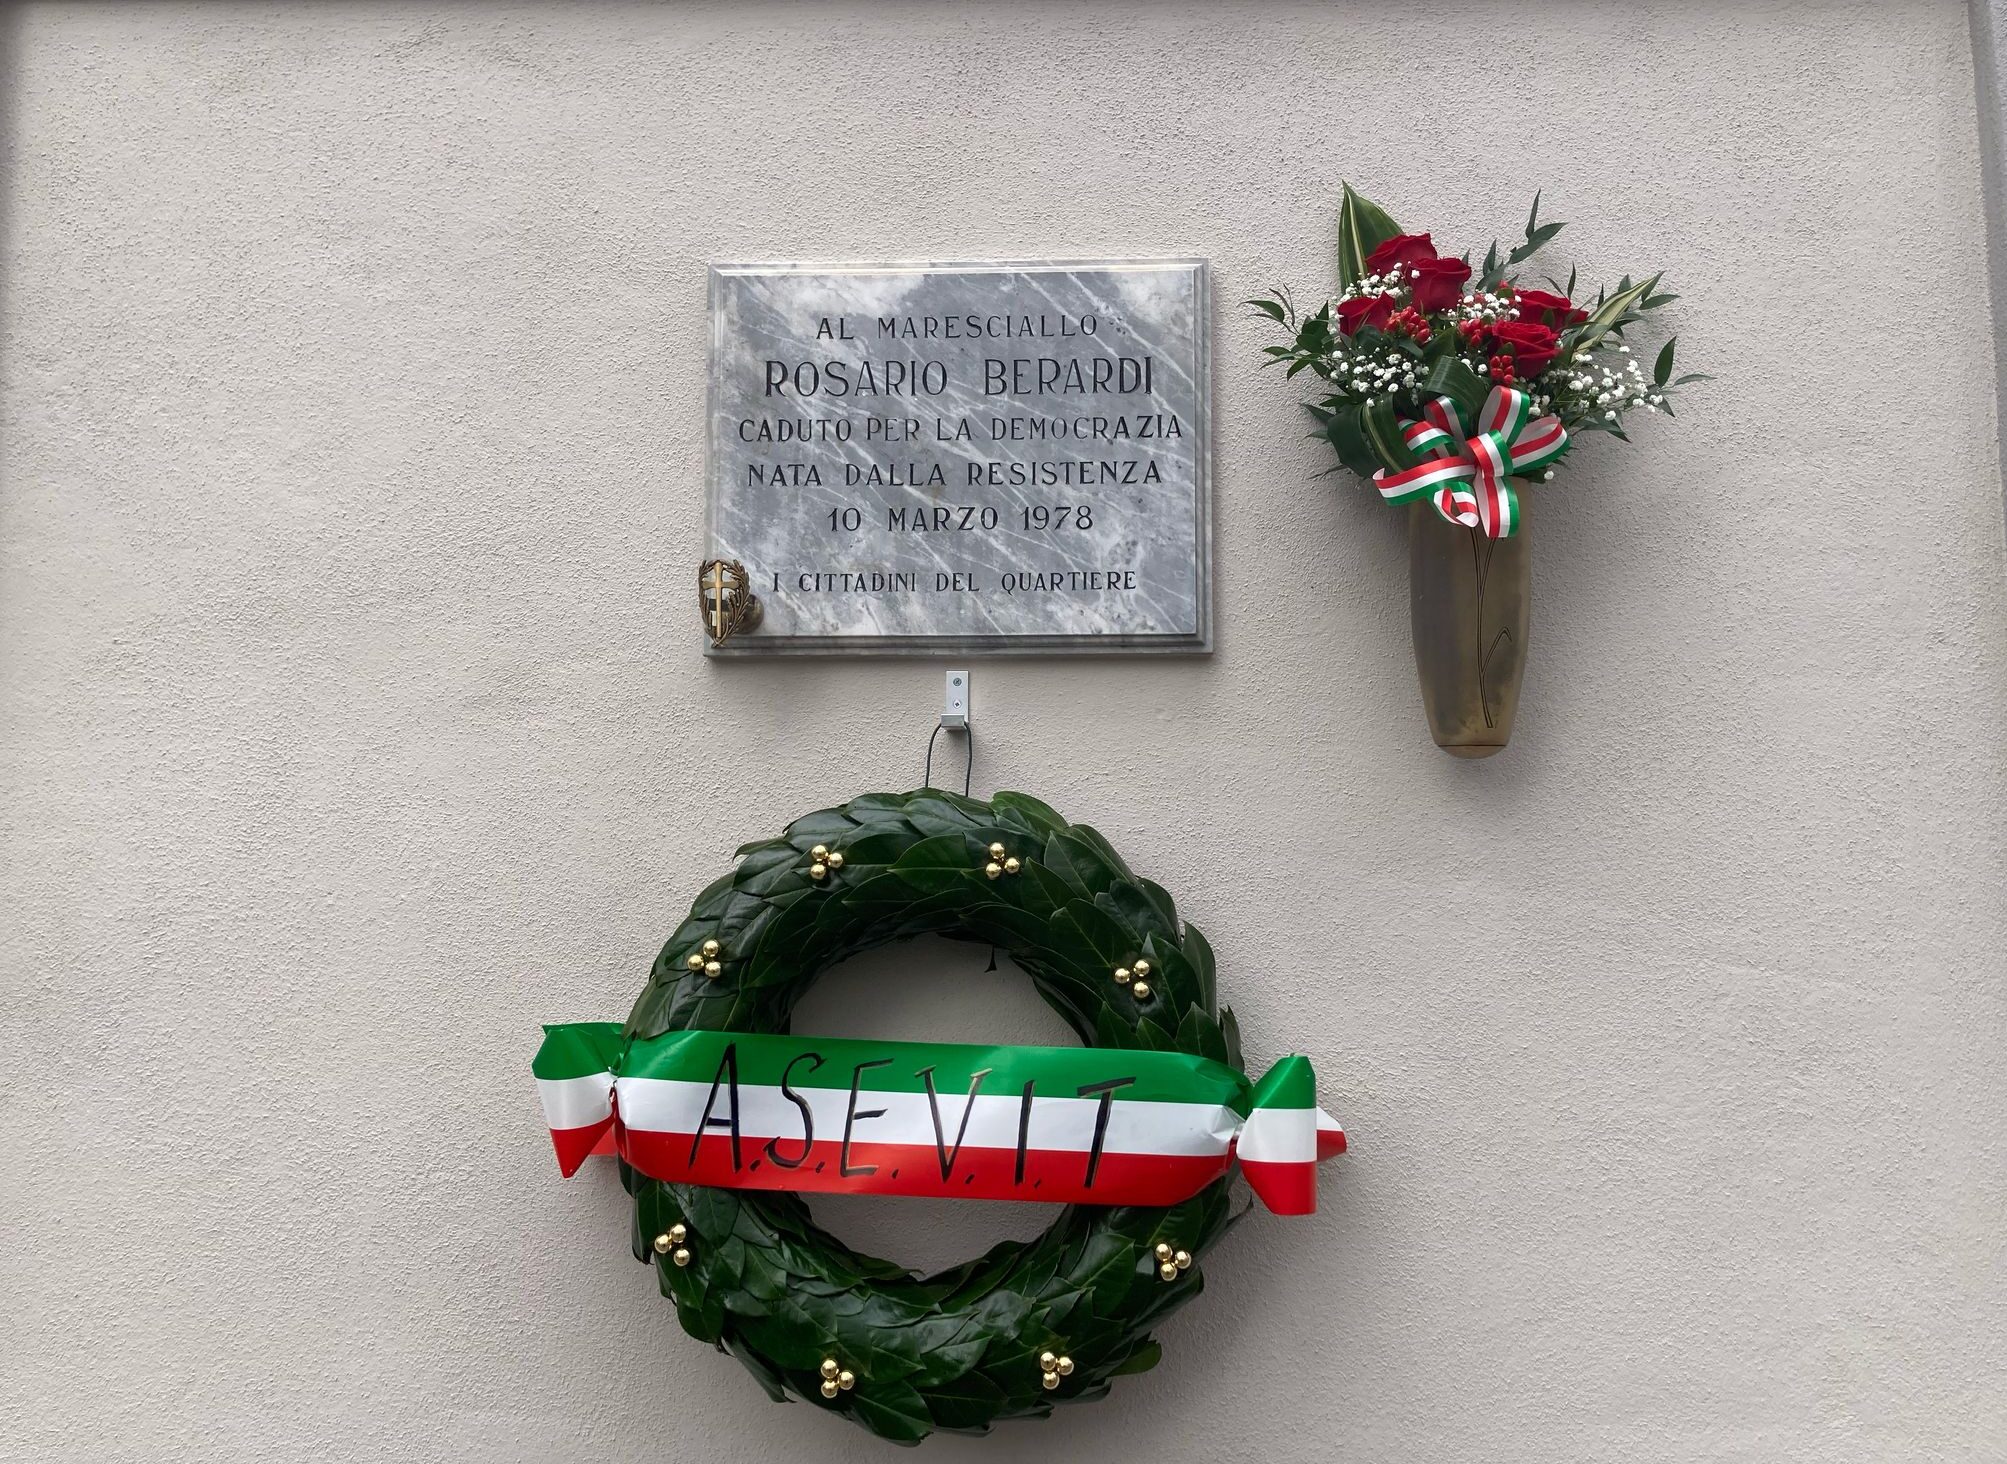 AL MARESCIALLO
ROSARIO BERARDI
CADUTO PER LA DEMOCRAZIA
NATA DALLA RESISTENZA
10 MARZO 1978
I CITTADINI DEL QUARTIERE
A.S.E.V.I.T